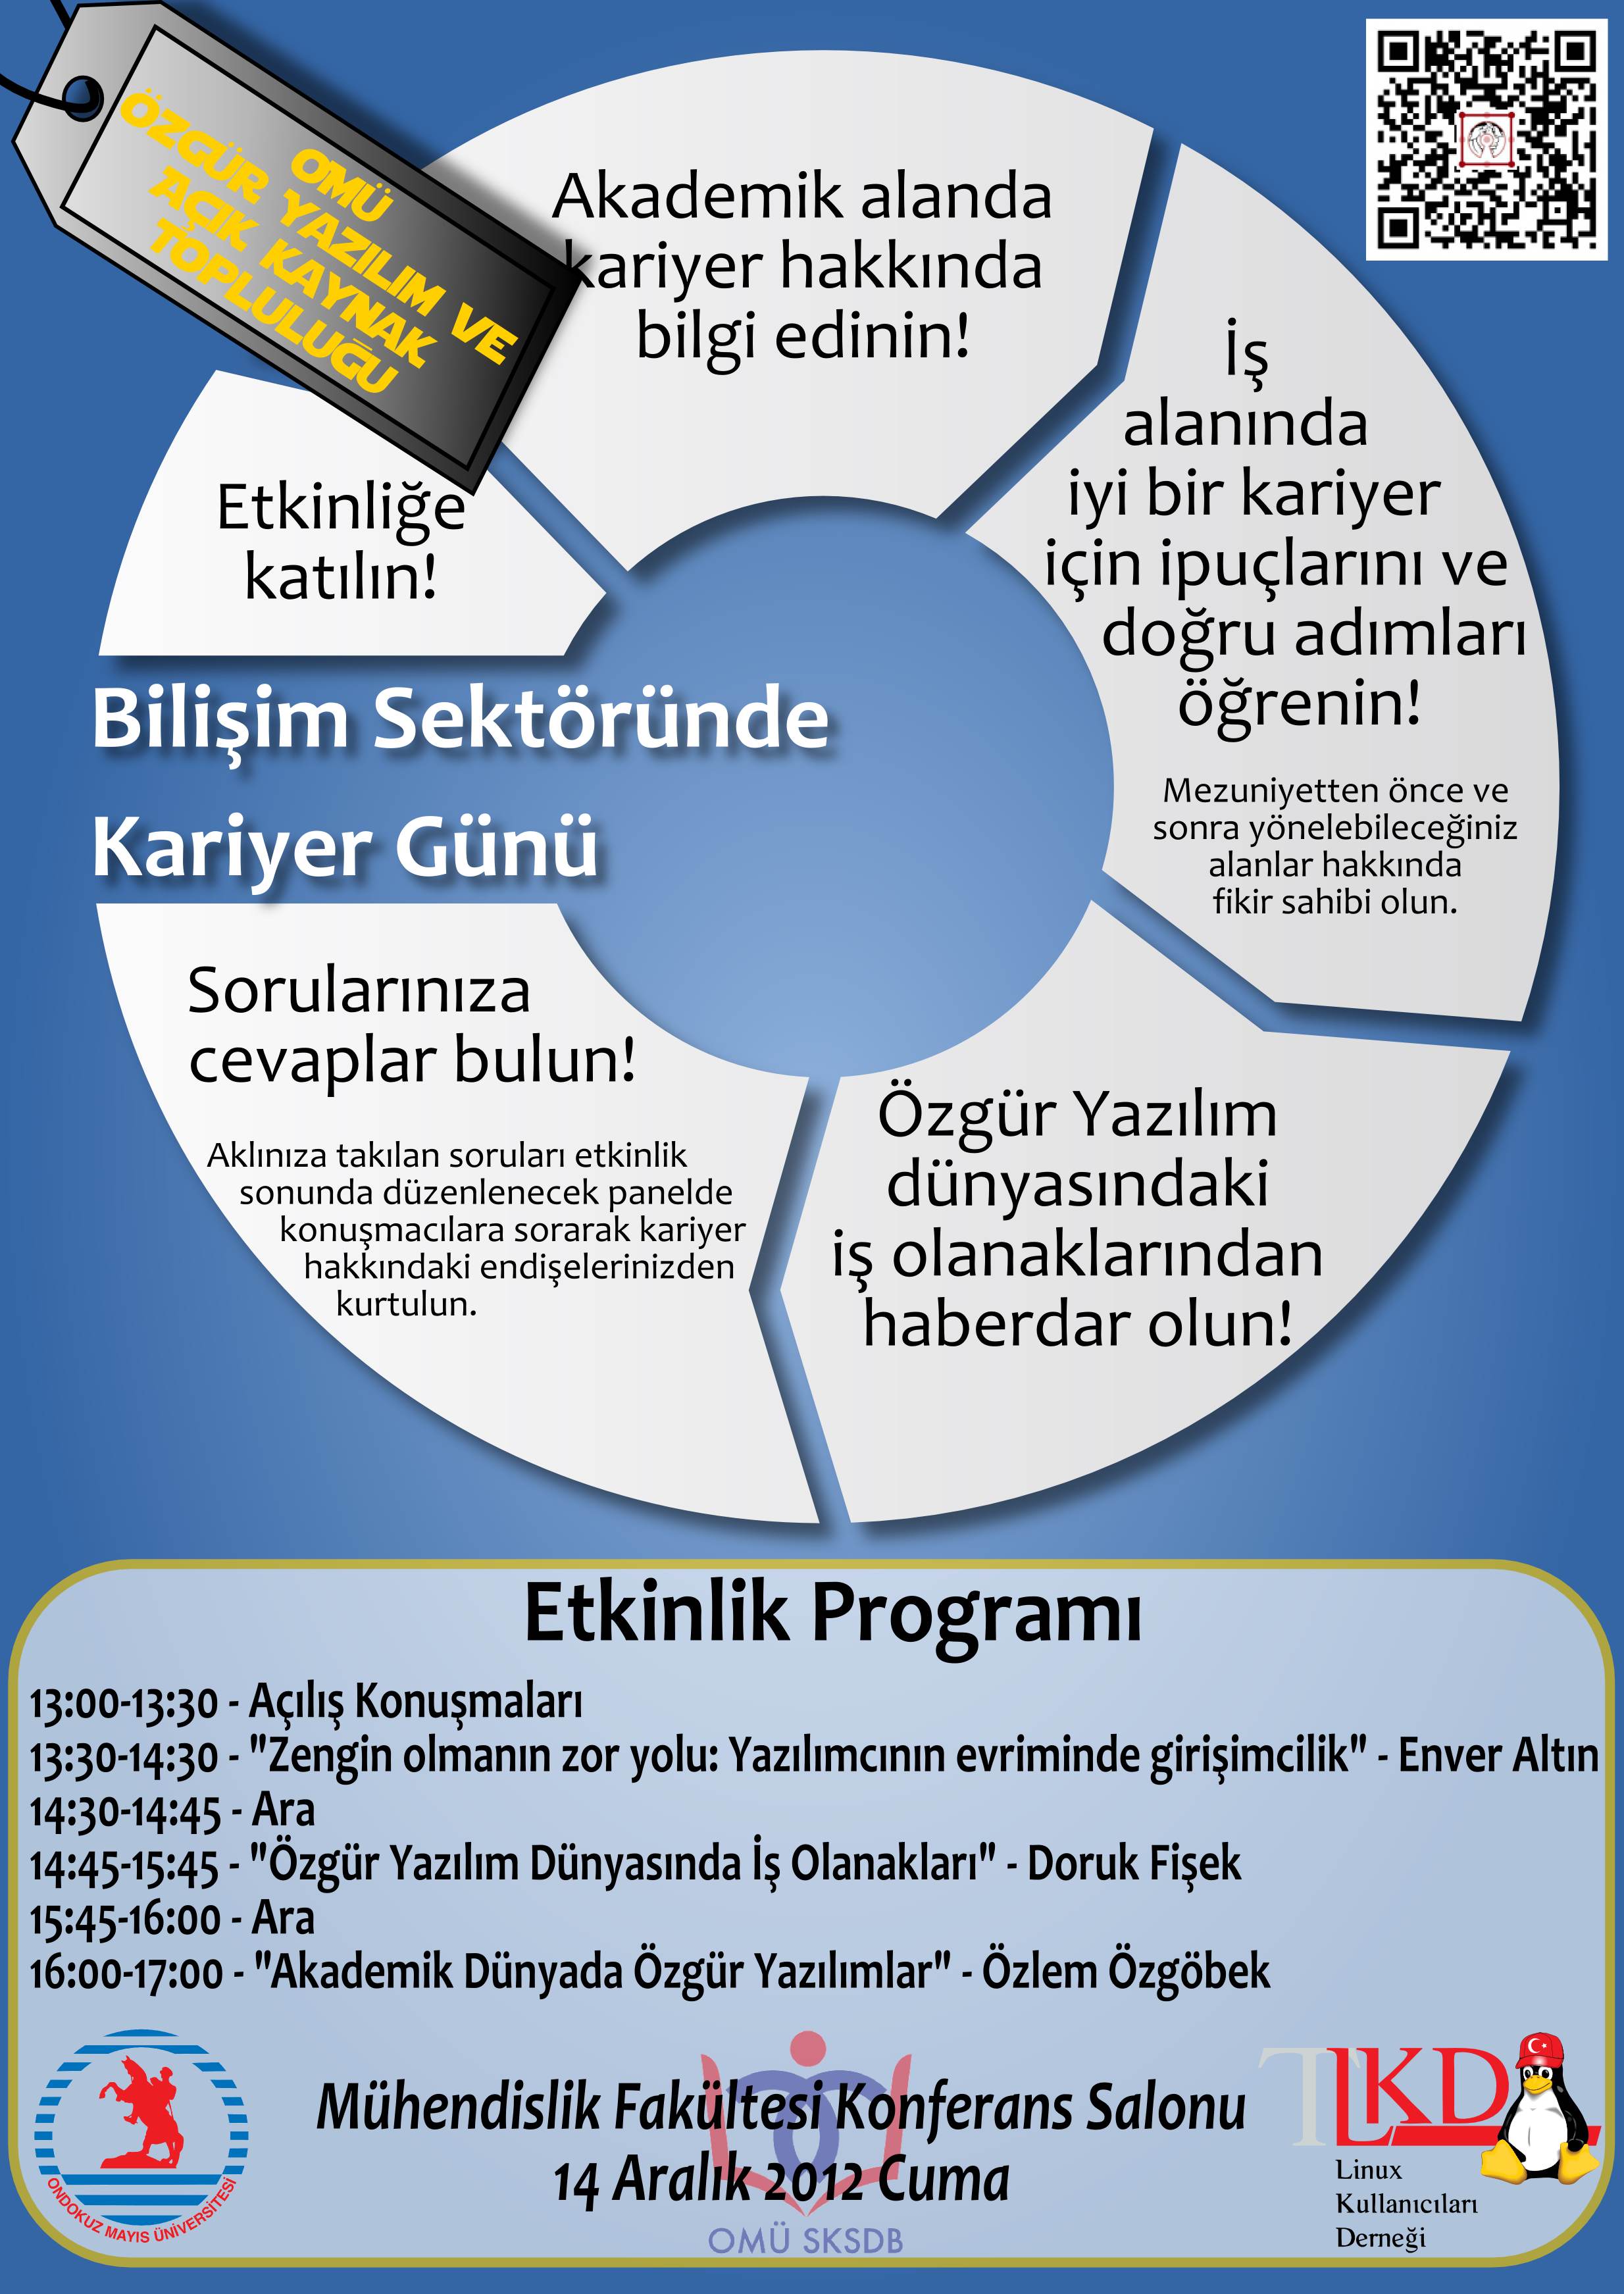 OMÜ
ÖZGÜR YAZILIM VE
AÇIK KAYNAK
TOPLULUĞU
Akademik alanda
kariyer hakkında
bilgi edinin!
İş
alanında
iyi bir kariyer
için ipuçlarını ve
doğru adımları
öğrenin!
Mezuniyetten önce ve
sonra yönelebileceğiniz
alanlar hakkında
fikir sahibi olun.
Etkinliğe
katılın!
Bilişim Sektöründe
Kariyer Günü
Sorularınıza
cevaplar bulun!
Aklınıza takılan soruları etkinlik
sonunda düzenlenecek panelde
konuşmacılara sorarak kariyer
hakkındaki endişelerinizden
kurtulun.
Özgür Yazılım
dünyasındaki
iş olanaklarından
haberdar olun!
Etkinlik Programı
13:00-13:30 - Açılış Konuşmaları
13:30-14:30 - "Zengin olmanın zor yolu: Yazılımcının evriminde girişimcilik" - Enver Altın
14:30-14:45 - Ara
14:45-15:45 - "Özgür Yazılım Dünyasında İş Olanakları" - Doruk Fişek
15:45-16:00 - Ara
16:00-17:00 - "Akademik Dünyada Özgür Yazılımlar" - Özlem Özgöbek
Mühendislik Fakültesi Konferans Salonu
14 Aralık 2012 Cuma
ONDOKUZ MAYIS ÜNİVERSİTESİ
OMÜ SKSDB
TLKD
Linux
Kullanıcıları
Derneği